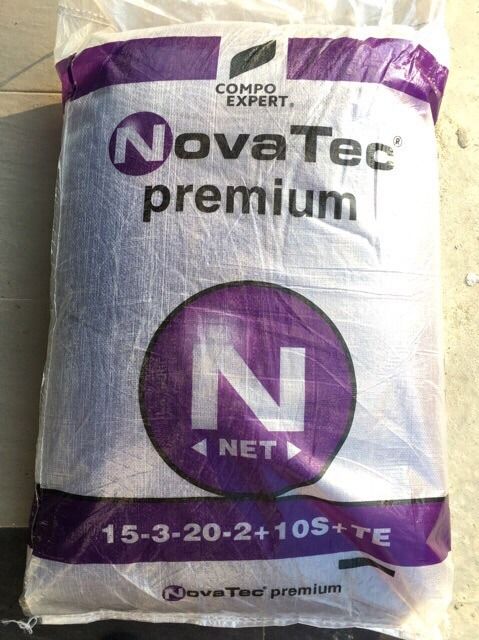 COMPO
EXPERT®
NovaTec®
premium
N
NET
15-3-20-2+10S+TE
NovaTec® premium